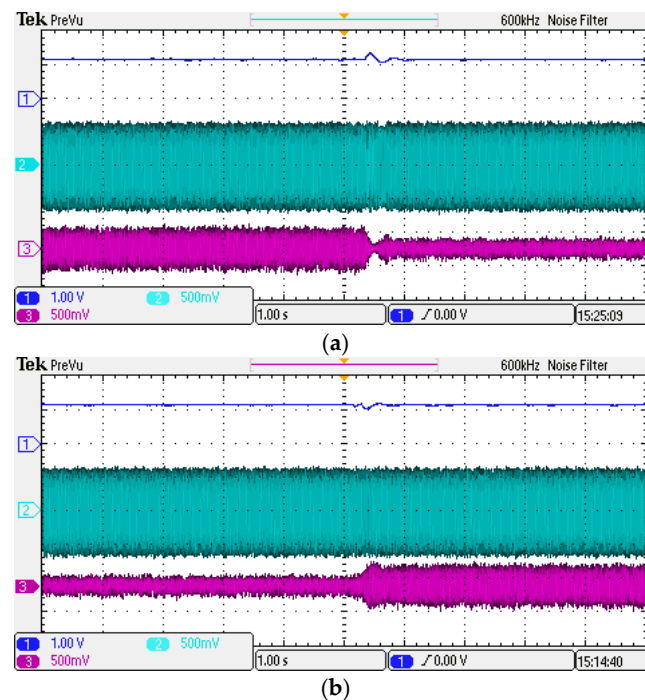 Tek PreVu 600kHz Noise Filter
1
2
3
1 1.00 V 2 500mV
3 500mV 1.00 s 1 0.00 V 15:25:09
(a)
Tek PreVu 600kHz Noise Filter
1
2
3
1 1.00 V 2 500mV
3 500mV 1.00 s 1 0.00 V 15:14:40
(b)